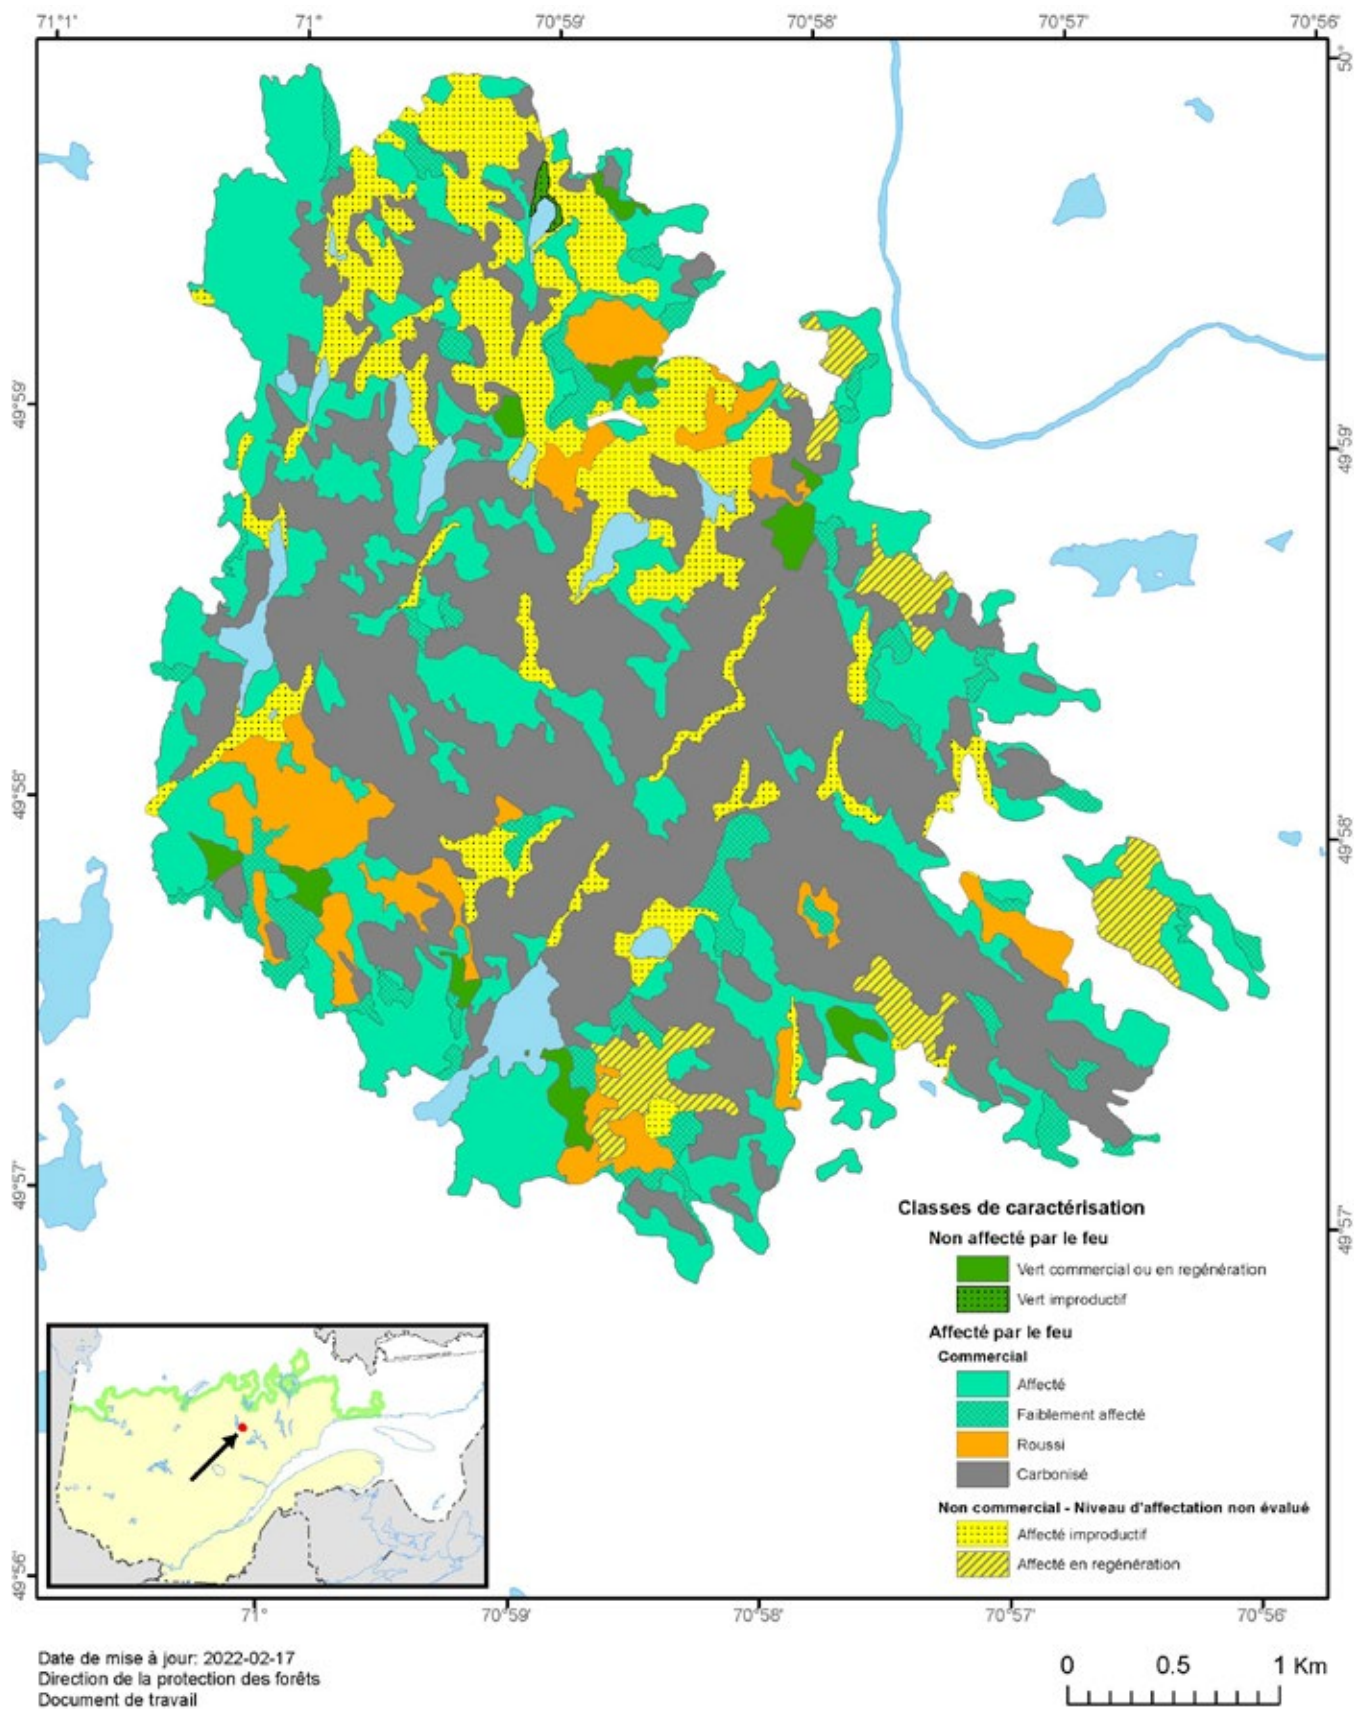 71°1' 71° 70°59' 70°58' 70°57' 70°56'
50°
49°59'
49°59'
49°58'
49°58'
49°57'
49°57'
Classes de caractérisation
Non affecté par le feu
Vert commercial ou en regénération
Vert improductif
Affecté par le feu
Commercial
Affecté
Faiblement affecté
Roussi
Carbonisé
Non commercial - Niveau d'affectation non évalué
Affecté improductif
Affecté en regénération
49°56'
71° 70°59' 70°58' 70°57' 70°56'
Date de mise à jour: 2022-02-17
Direction de la protection des forêts
Document de travail
0 0.5 1 Km